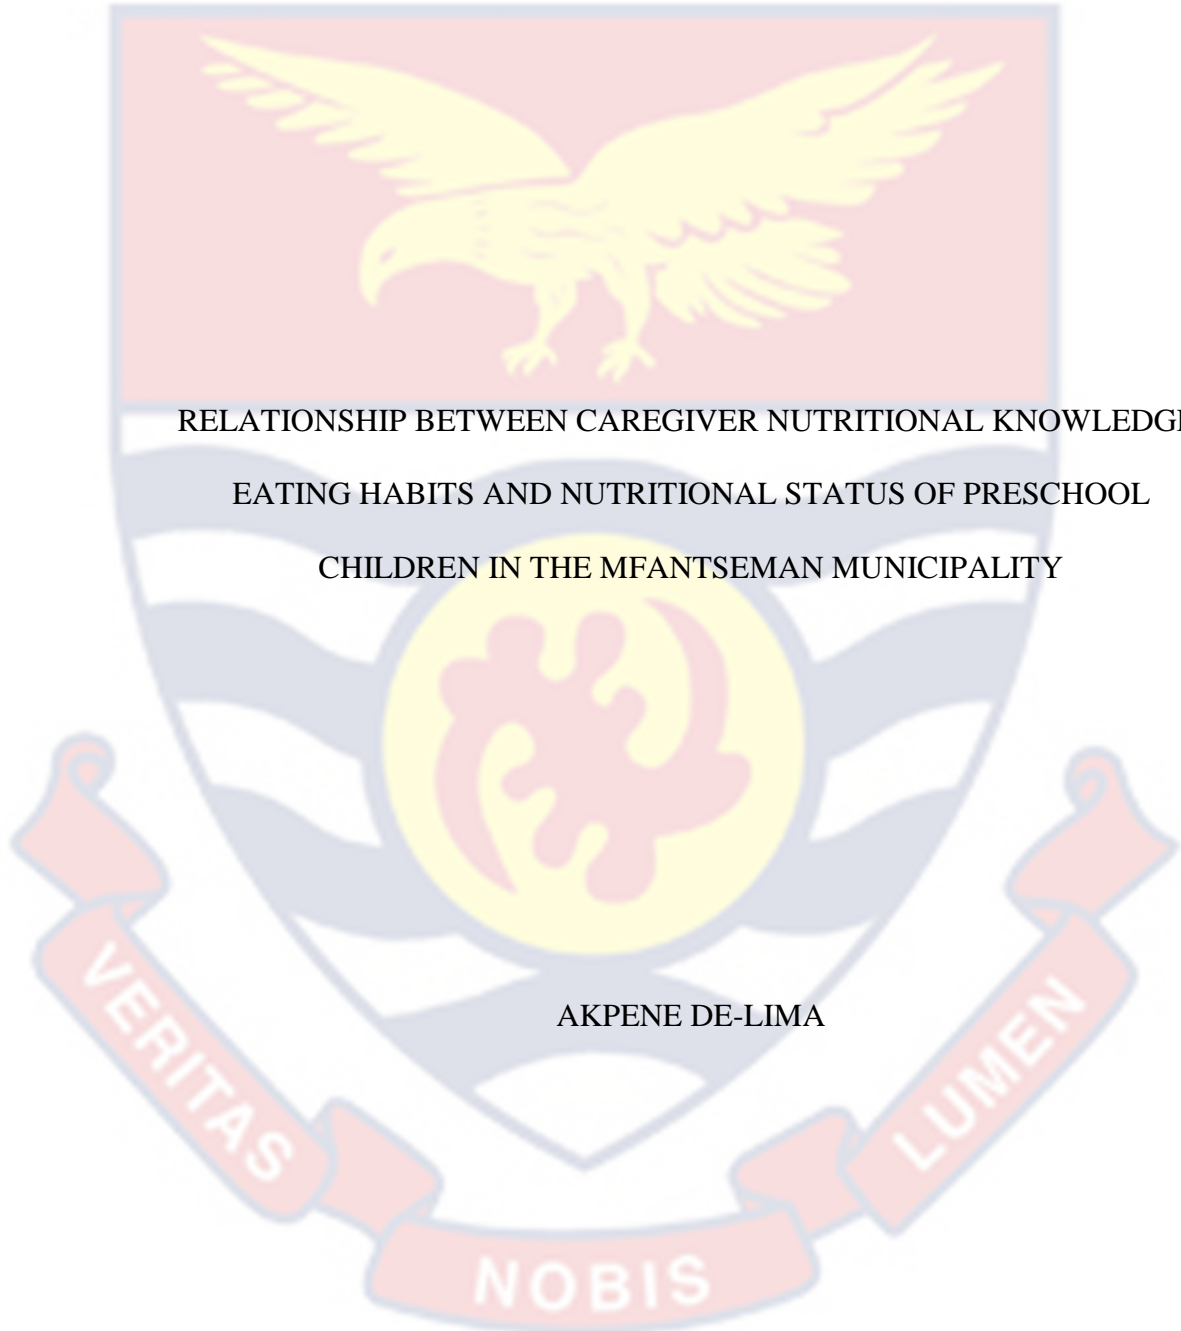 RELATIONSHIP BETWEEN CAREGIVER NUTRITIONAL KNOWLEDG
EATING HABITS AND NUTRITIONAL STATUS OF PRESCHOOL
CHILDREN IN THE MFANTSEMAN MUNICIPALITY
AKPENE DE-LIMA
VERITAS
NOBIS
LUMEN